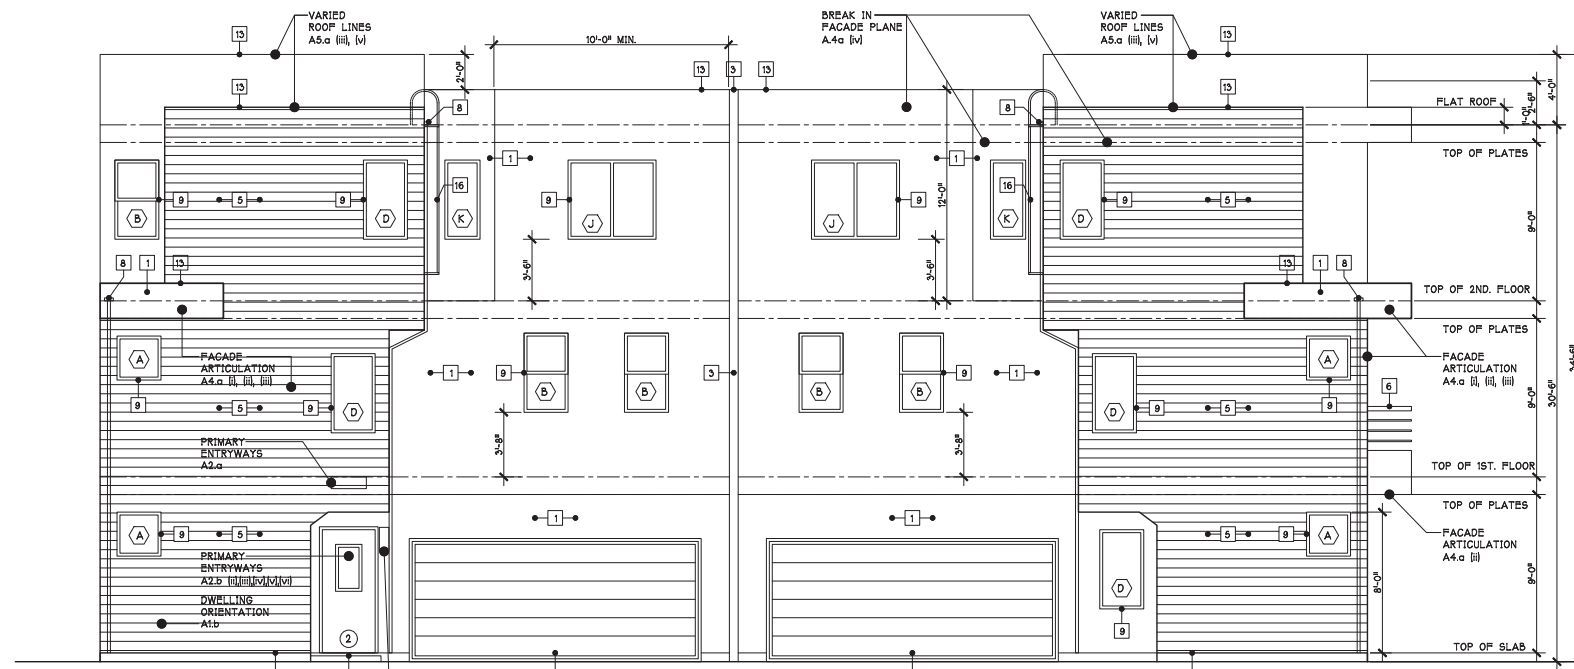 VARIED
ROOF LINES
A5.a (iii), (v)
BREAK IN
FACADE PLANE
A.4a (iv)
VARIED
ROOF LINES
A5.a (iii), (v)
13
10'-0" MIN.
13
2'-0"
13 3 13
13
13
8
8
FLAT ROOF
1'-0"
2'-6"
4'-0"
TOP OF PLATES
1
1
B
9
5
9
D
K
16
9
J
J
9
12'-0"
K
16
D
9
5
9'-0"
3'-6"
3'-6"
8
1
13
13
1
8
TOP OF 2ND. FLOOR
TOP OF PLATES
A
FACADE
ARTICULATION
A4.a (i), (ii), (iii)
1
9
3
9
1
A
FACADE
ARTICULATION
A4.a (i), (ii), (iii)
B
B
B
B
9
5
9
D
D
9
5
9
6
9'-0"
30'-6"
34'-6"
PRIMARY
ENTRYWAYS
A2.a
3'-8"
3'-8"
TOP OF 1ST. FLOOR
TOP OF PLATES
A
9
5
1
1
5
9
A
FACADE
ARTICULATION
A4.a (ii)
PRIMARY
ENTRYWAYS
A2.b (ii),(iii),(iv),(v),(vi)
D
8'-0"
9'-0"
DWELLING
ORIENTATION
A1.b
9
2
TOP OF SLAB